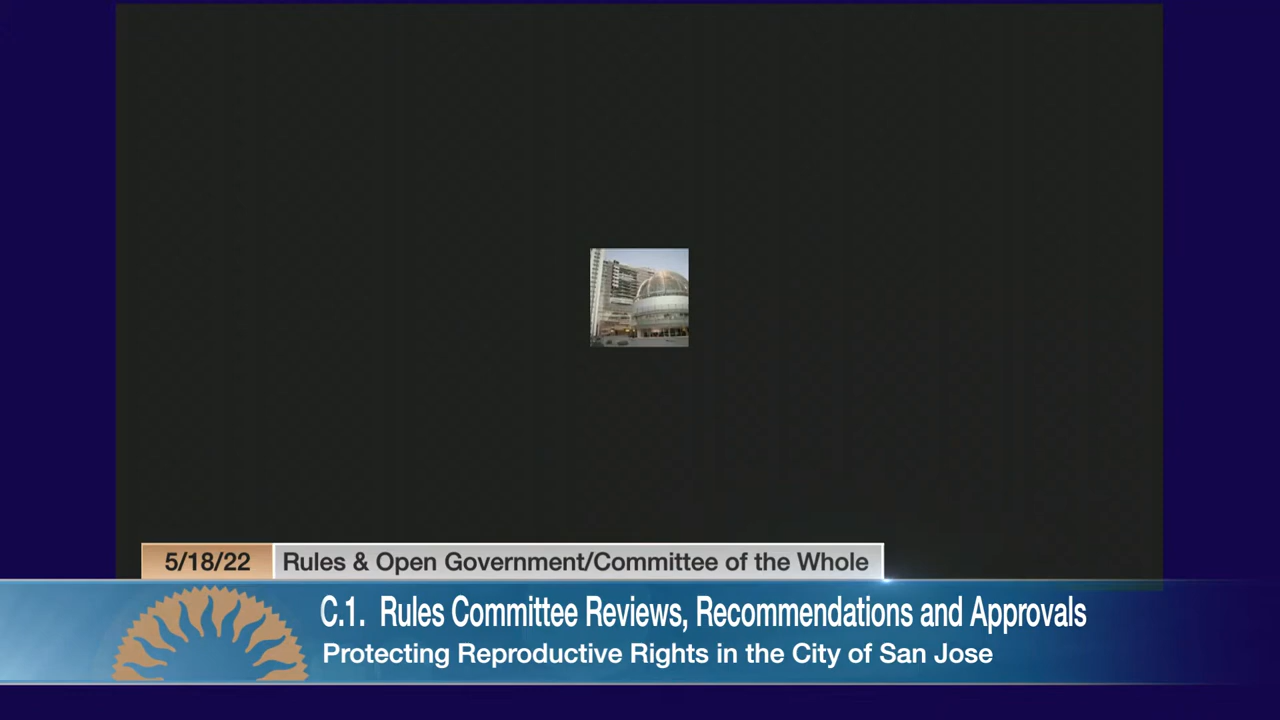 5/18/22 Rules & Open Government/Committee of the Whole
C.1. Rules Committee Reviews, Recommendations and Approvals
Protecting Reproductive Rights in the City of San Jose